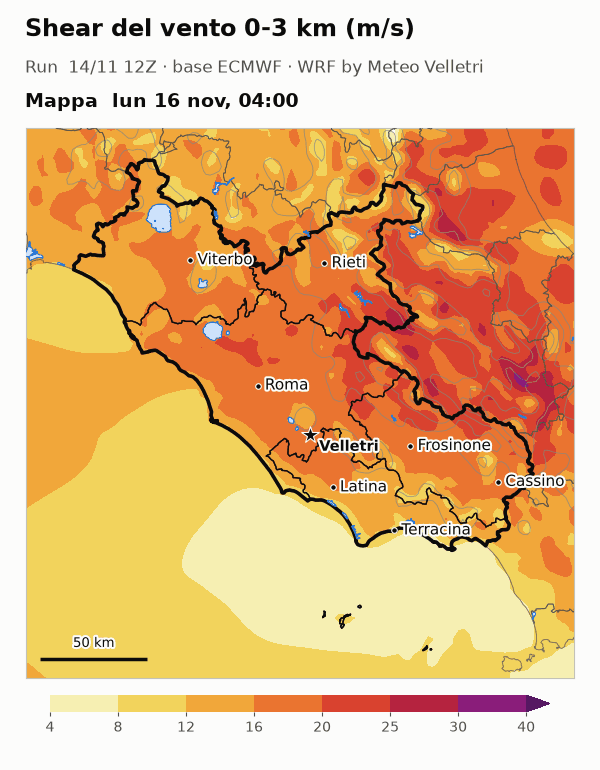 Shear del vento 0-3 km (m/s)
Run  14/11 12Z · base ECMWF · WRF by Meteo Velletri
Mappa  lun 16 nov, 04:00
Viterbo
Rieti
Roma
Velletri
Frosinone
Cassino
Latina
Terracina
50 km
4 8 12 16 20 25 30 40